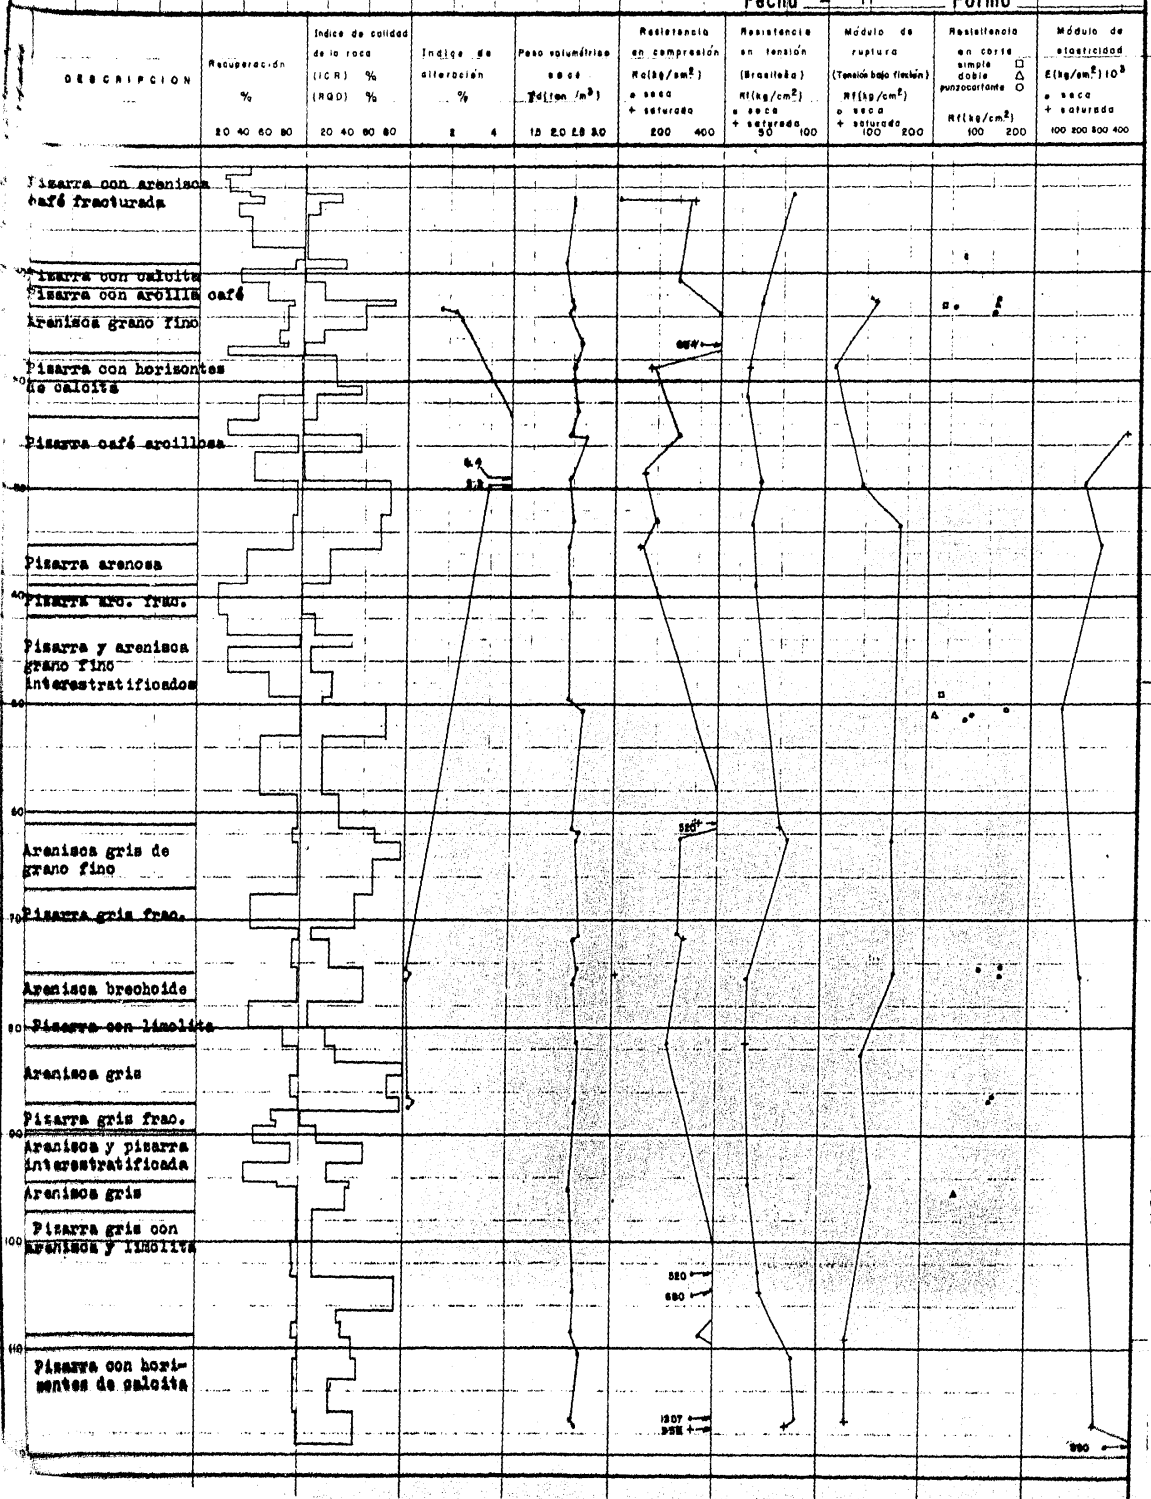 Fecha
Forma
DESCRIPCION
Recuperación
%
20 40 60 80
Indice de calidad
de la roca
(ICR) %
(RQD) %
20 40 60 80
Indice de
alteración
%
2 4
Peso volumétrico
seco
γd(ton /m³)
1.5 2.0 2.5 3.0
Resistencia
en compresión
Rc(kg/cm²)
• seca
+ saturada
200 400
Resistencia
en tensión
(Brasileña)
Rt(kg/cm²)
• seca
+ saturada
50 100
Módulo de
ruptura
(Tensión bajo flexión)
Rf(kg/cm²)
o seca
+ saturada
100 200
Resistencia
en corte
simple □
doble △
punzocortante ○
Rf(kg/cm²)
100 200
Módulo de
elasticidad
E(kg/cm²) 10³
• seca
+ saturada
100 200 300 400
Pizarra con arenisca
café fracturada
Pizarra con calcita
Pizarra con arcilla café
Arenisca grano fino
Pizarra con horizontes
de calcita
Pizarra café arcillosa
Pizarra arenosa
40
Pizarra arc. frac.
Pizarra y arenisca
grano fino
interestratificados
60
520+
Arenisca gris de
grano fino
70
Pizarra gris frac.
Arenisca brechoide
80
Pizarra con limolita
Arenisca gris
Pizarra gris frac.
90
Arenisca y pizarra
interestratificada
Arenisca gris
Pizarra gris con
arenisca y limolita
100
520
680
110
Pizarra con hori-
zontes de calcita
1207